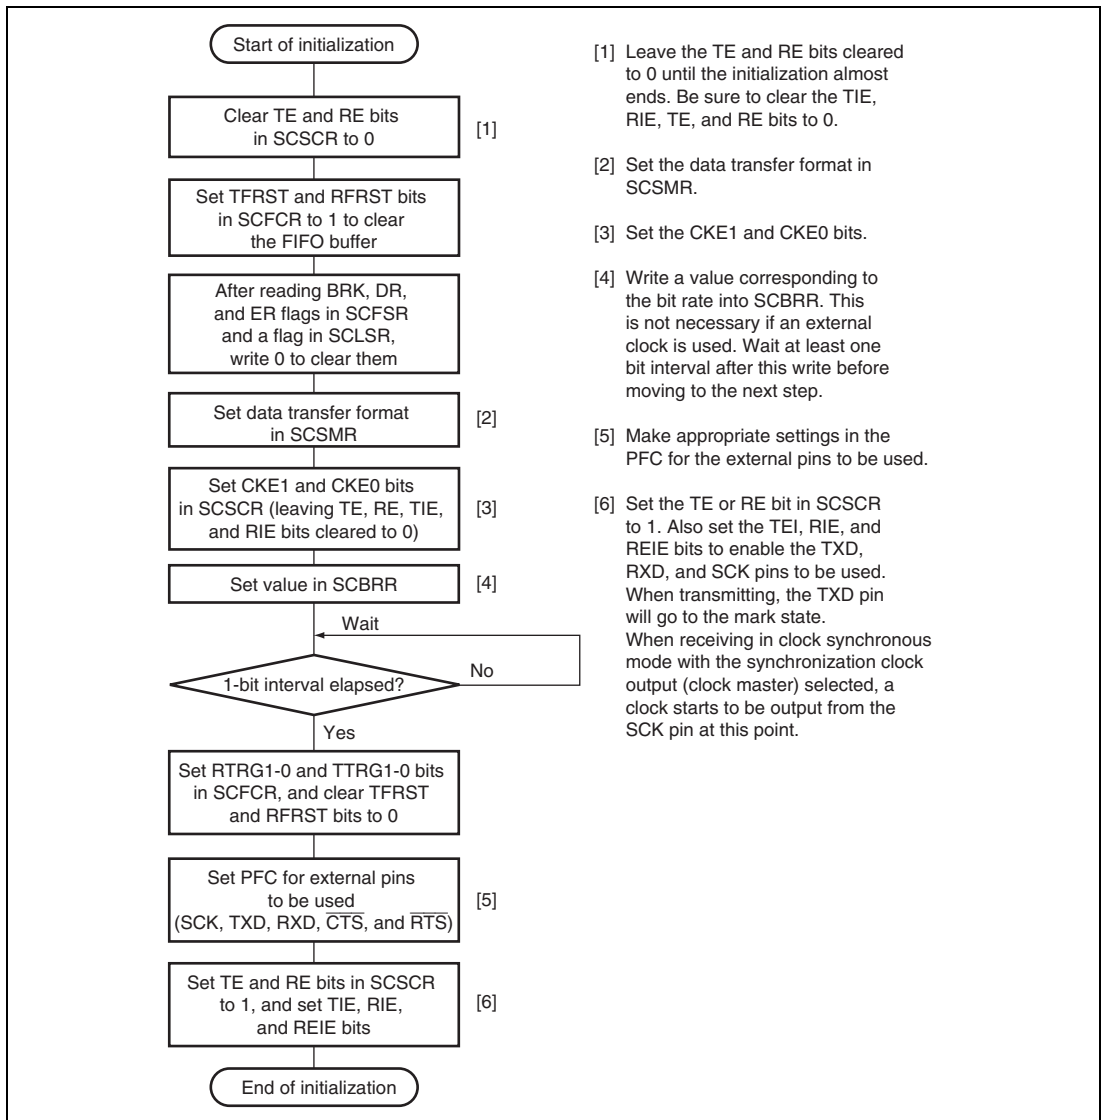 Start of initialization
Clear TE and RE bits
in SCSCR to 0
[1]
Set TFRST and RFRST bits
in SCFCR to 1 to clear
the FIFO buffer
After reading BRK, DR,
and ER flags in SCFSR
and a flag in SCLSR,
write 0 to clear them
Set data transfer format
in SCSMR
[2]
Set CKE1 and CKE0 bits
in SCSCR (leaving TE, RE, TIE,
and RIE bits cleared to 0)
[3]
Set value in SCBRR
[4]
Wait
1-bit interval elapsed?
No
Yes
Set RTRG1-0 and TTRG1-0 bits
in SCFCR, and clear TFRST
and RFRST bits to 0
Set PFC for external pins
to be used
(SCK, TXD, RXD, CTS, and RTS)
[5]
Set TE and RE bits in SCSCR
to 1, and set TIE, RIE,
and REIE bits
[6]
End of initialization
[1] Leave the TE and RE bits cleared
to 0 until the initialization almost
ends. Be sure to clear the TIE,
RIE, TE, and RE bits to 0.
[2] Set the data transfer format in
SCSMR.
[3] Set the CKE1 and CKE0 bits.
[4] Write a value corresponding to
the bit rate into SCBRR. This
is not necessary if an external
clock is used. Wait at least one
bit interval after this write before
moving to the next step.
[5] Make appropriate settings in the
PFC for the external pins to be used.
[6] Set the TE or RE bit in SCSCR
to 1. Also set the TEI, RIE, and
REIE bits to enable the TXD,
RXD, and SCK pins to be used.
When transmitting, the TXD pin
will go to the mark state.
When receiving in clock synchronous
mode with the synchronization clock
output (clock master) selected, a
clock starts to be output from the
SCK pin at this point.